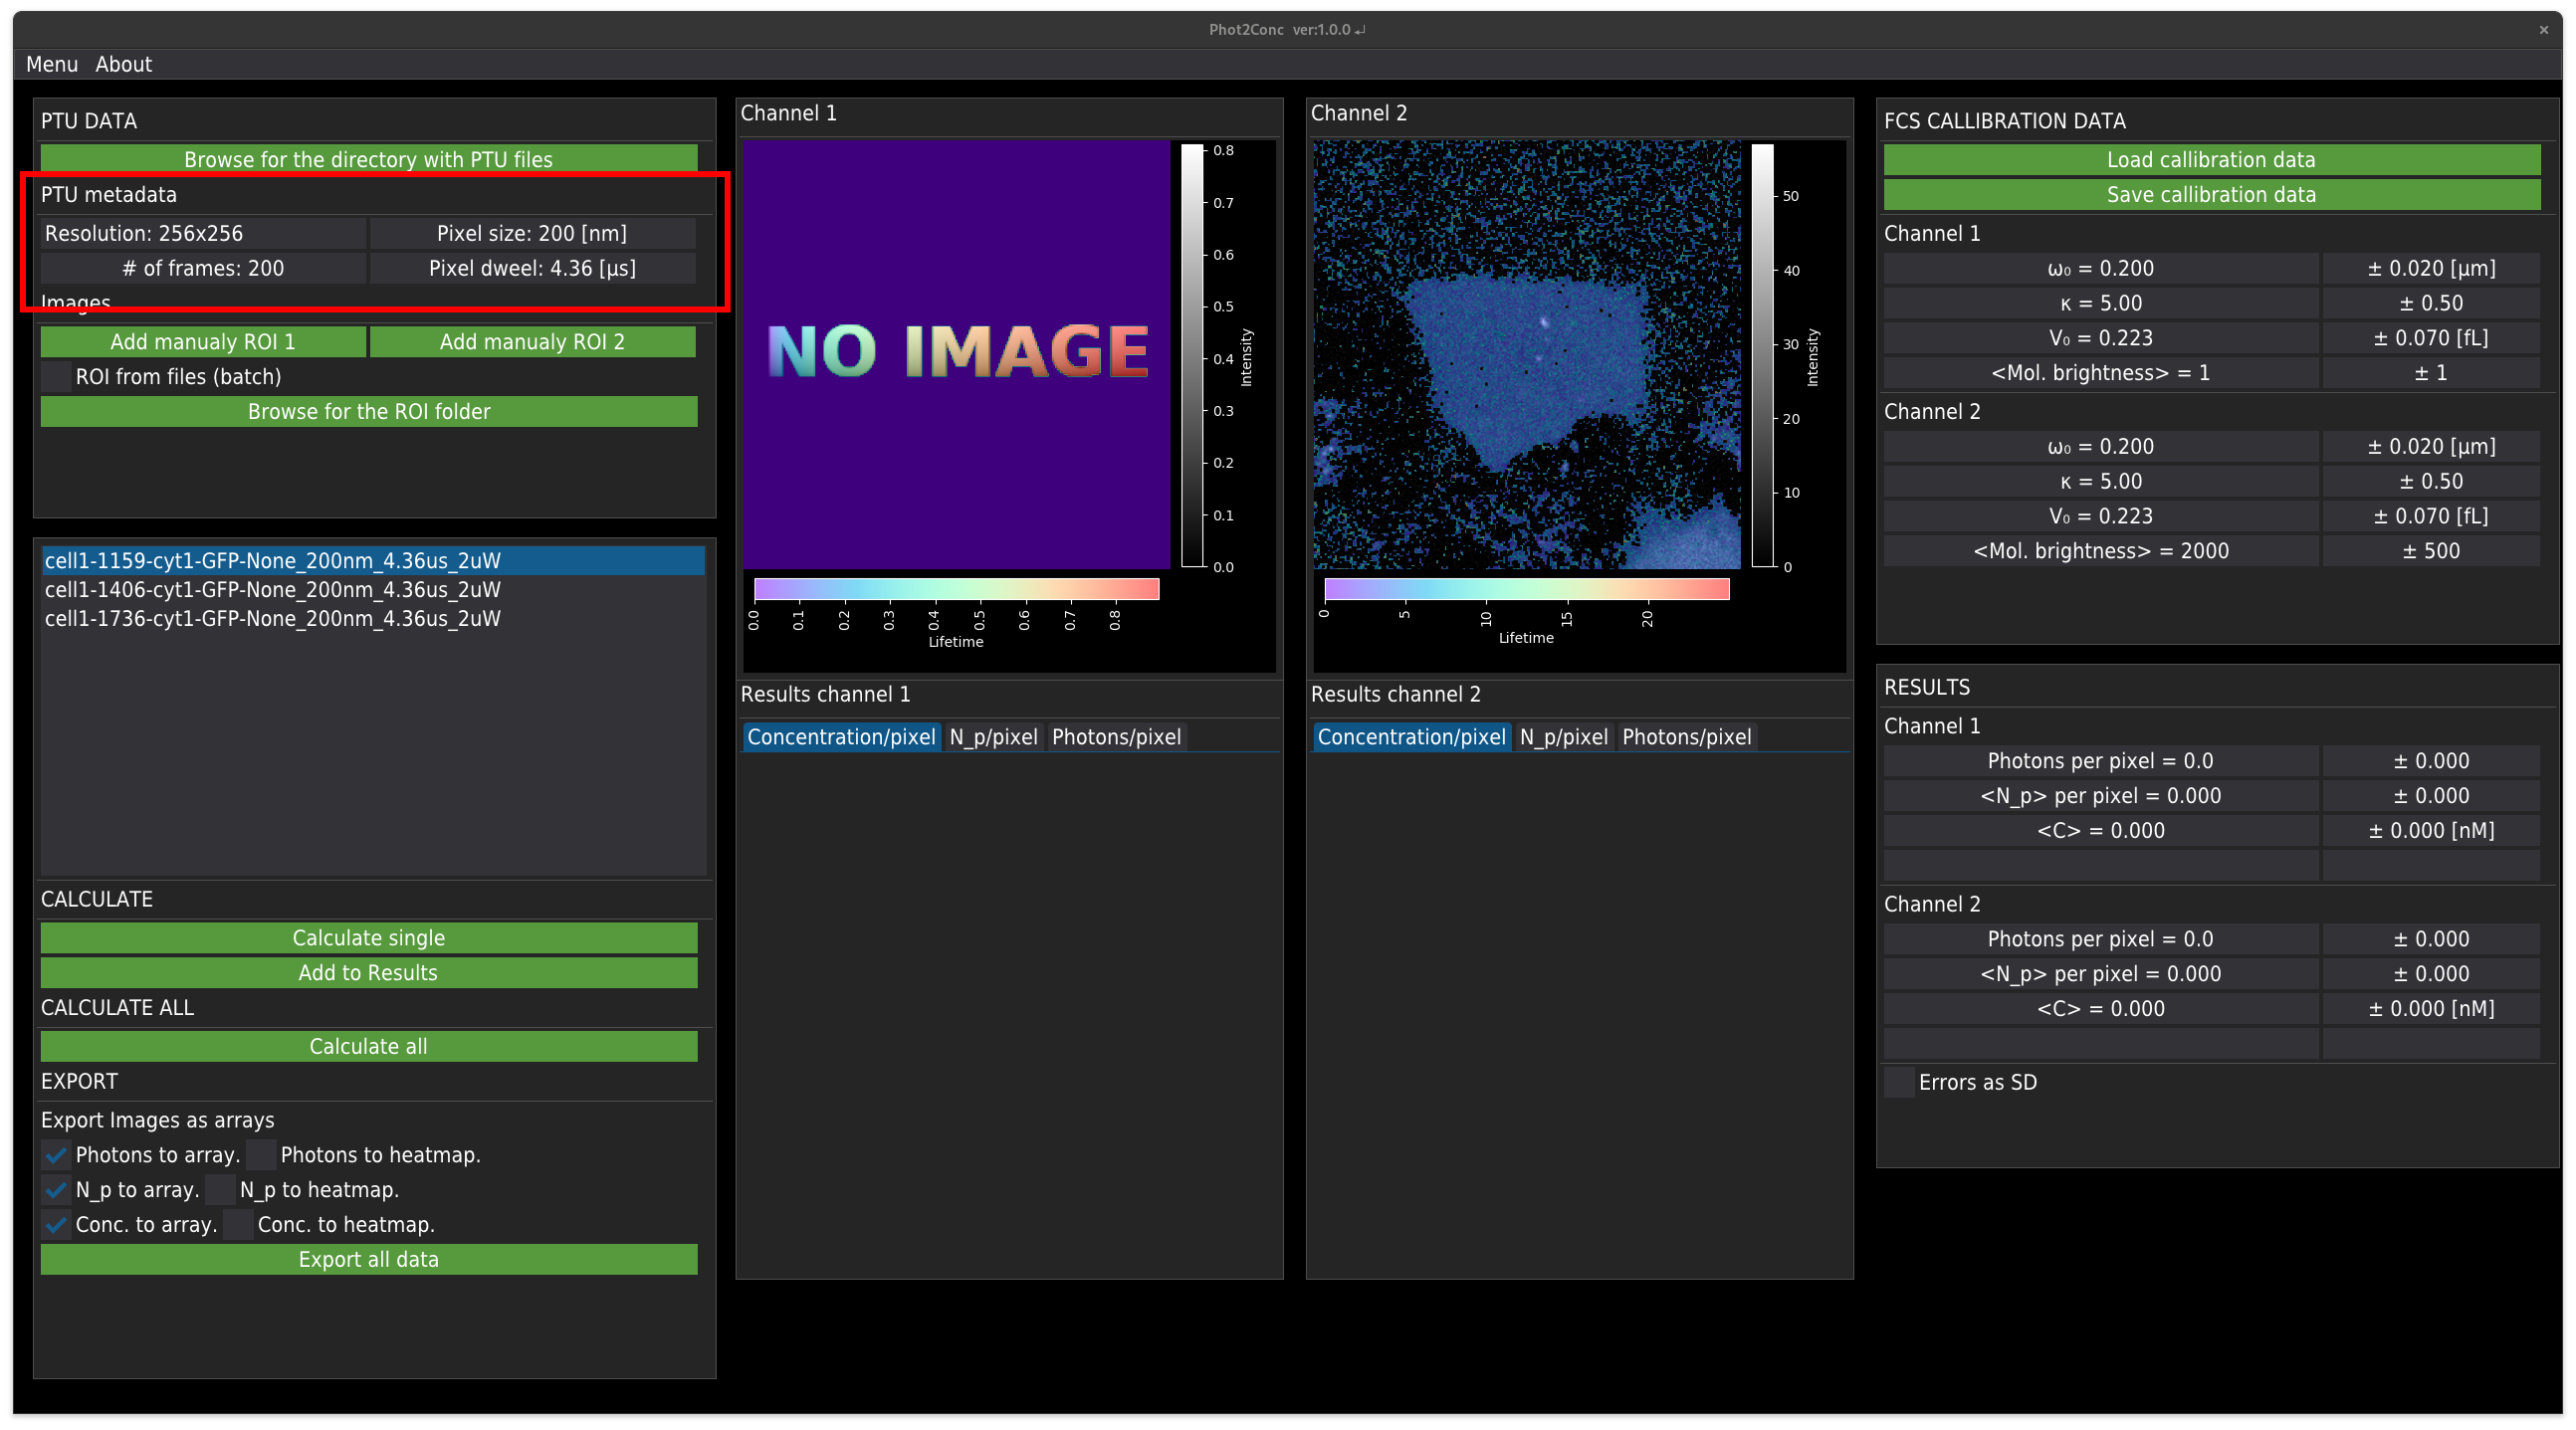 Phot2Conc ver:1.0.0
Menu About
PTU DATA
Browse for the directory with PTU files
PTU metadata
Resolution: 256x256
Pixel size: 200 [nm]
# of frames: 200
Pixel dweel: 4.36 [µs]
Images
Add manualy ROI 1
Add manualy ROI 2
ROI from files (batch)
Browse for the ROI folder
cell1-1159-cyt1-GFP-None_200nm_4.36us_2uW
cell1-1406-cyt1-GFP-None_200nm_4.36us_2uW
cell1-1736-cyt1-GFP-None_200nm_4.36us_2uW
CALCULATE
Calculate single
Add to Results
CALCULATE ALL
Calculate all
EXPORT
Export Images as arrays
Photons to array. Photons to heatmap.
N_p to array. N_p to heatmap.
Conc. to array. Conc. to heatmap.
Export all data
Channel 1
NO IMAGE
0.8
0.7
0.6
0.5
0.4
0.3
0.2
0.1
0.0
Intensity
0.0 0.1 0.2 0.3 0.4 0.5 0.6 0.7 0.8
Lifetime
Results channel 1
Concentration/pixel N_p/pixel Photons/pixel
Channel 2
50
40
30
20
10
0
Intensity
0 5 10 15 20
Lifetime
Results channel 2
Concentration/pixel N_p/pixel Photons/pixel
FCS CALLIBRATION DATA
Load callibration data
Save callibration data
Channel 1
ω₀ = 0.200 ± 0.020 [µm]
κ = 5.00 ± 0.50
V₀ = 0.223 ± 0.070 [fL]
<Mol. brightness> = 1 ± 1
Channel 2
ω₀ = 0.200 ± 0.020 [µm]
κ = 5.00 ± 0.50
V₀ = 0.223 ± 0.070 [fL]
<Mol. brightness> = 2000 ± 500
RESULTS
Channel 1
Photons per pixel = 0.0 ± 0.000
<N_p> per pixel = 0.000 ± 0.000
<C> = 0.000 ± 0.000 [nM]
Channel 2
Photons per pixel = 0.0 ± 0.000
<N_p> per pixel = 0.000 ± 0.000
<C> = 0.000 ± 0.000 [nM]
Errors as SD